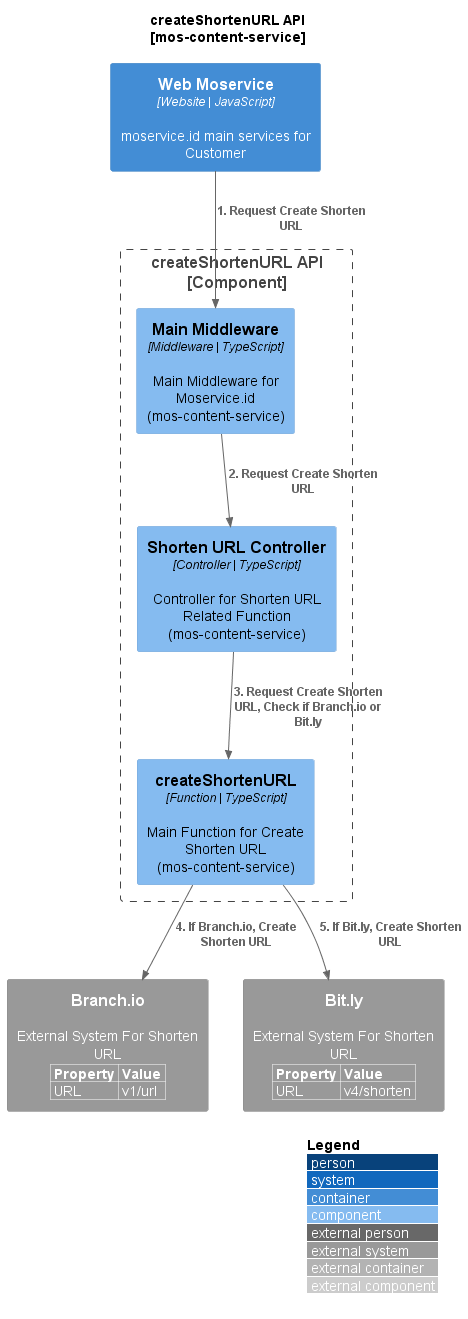 createShortenURL API
[mos-content-service]
Web Moservice
[Website | JavaScript]
moservice.id main services for
Customer
1. Request Create Shorten
URL
createShortenURL API
[Component]
Main Middleware
[Middleware | TypeScript]
Main Middleware for
Moservice.id
(mos-content-service)
2. Request Create Shorten
URL
Shorten URL Controller
[Controller | TypeScript]
Controller for Shorten URL
Related Function
(mos-content-service)
3. Request Create Shorten
URL, Check if Branch.io or
Bit.ly
createShortenURL
[Function | TypeScript]
Main Function for Create
Shorten URL
(mos-content-service)
4. If Branch.io, Create
Shorten URL
5. If Bit.ly, Create Shorten
URL
Branch.io
External System For Shorten
URL
Property Value
URL v1/url
Bit.ly
External System For Shorten
URL
Property Value
URL v4/shorten
Legend
person
system
container
component
external person
external system
external container
external component